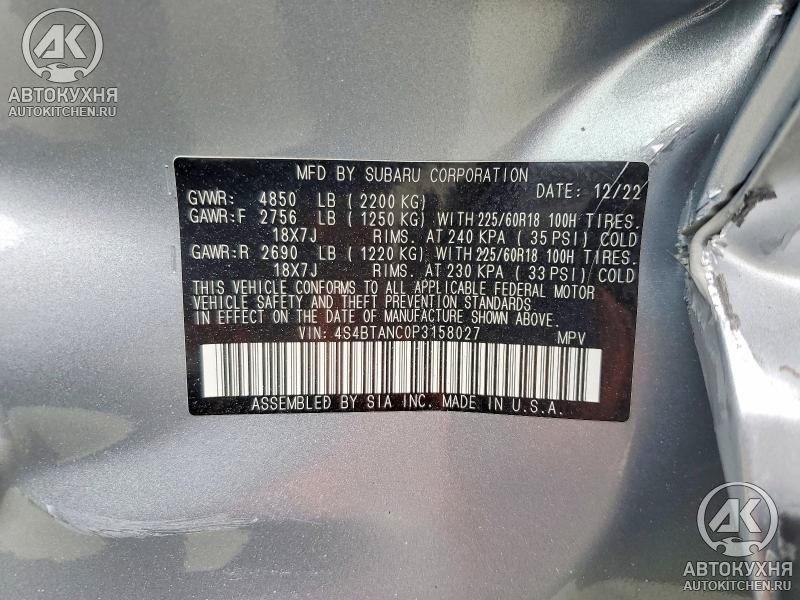 AK
АВТОКУХНЯ
AUTOKITCHEN.RU
MFD BY SUBARU CORPORATION
DATE: 12/22
GVWR: 4850 LB ( 2200 KG)
GAWR:F 2756 LB ( 1250 KG) WITH 225/60R18 100H TIRES.
18X7J RIMS. AT 240 KPA ( 35 PSI) COLD
GAWR:R 2690 LB ( 1220 KG) WITH 225/60R18 100H TIRES.
18X7J RIMS. AT 230 KPA ( 33 PSI) COLD
THIS VEHICLE CONFORMS TO ALL APPLICABLE FEDERAL MOTOR
VEHICLE SAFETY AND THEFT PREVENTION STANDARDS
IN EFFECT ON THE DATE OF MANUFACTURE SHOWN ABOVE.
VIN: 4S4BTANC0P3158027 MPV
ASSEMBLED BY SIA INC. MADE IN U.S.A.
AK
АВТОКУХНЯ
AUTOKITCHEN.RU